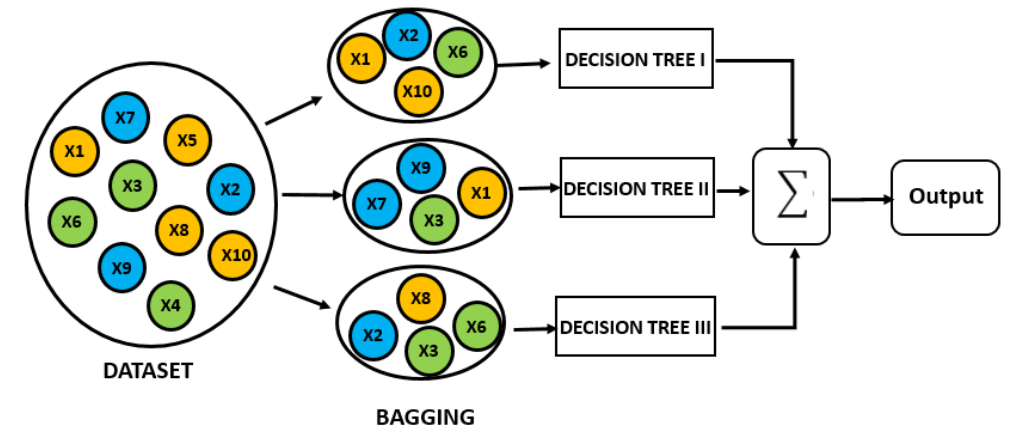 X7
X1
X5
X3
X2
X6
X8
X10
X9
X4
DATASET
X2
X1
X6
X10
X9
X7
X1
X3
X8
X2
X6
X3
BAGGING
DECISION TREE I
DECISION TREE II
DECISION TREE III
∑
Output